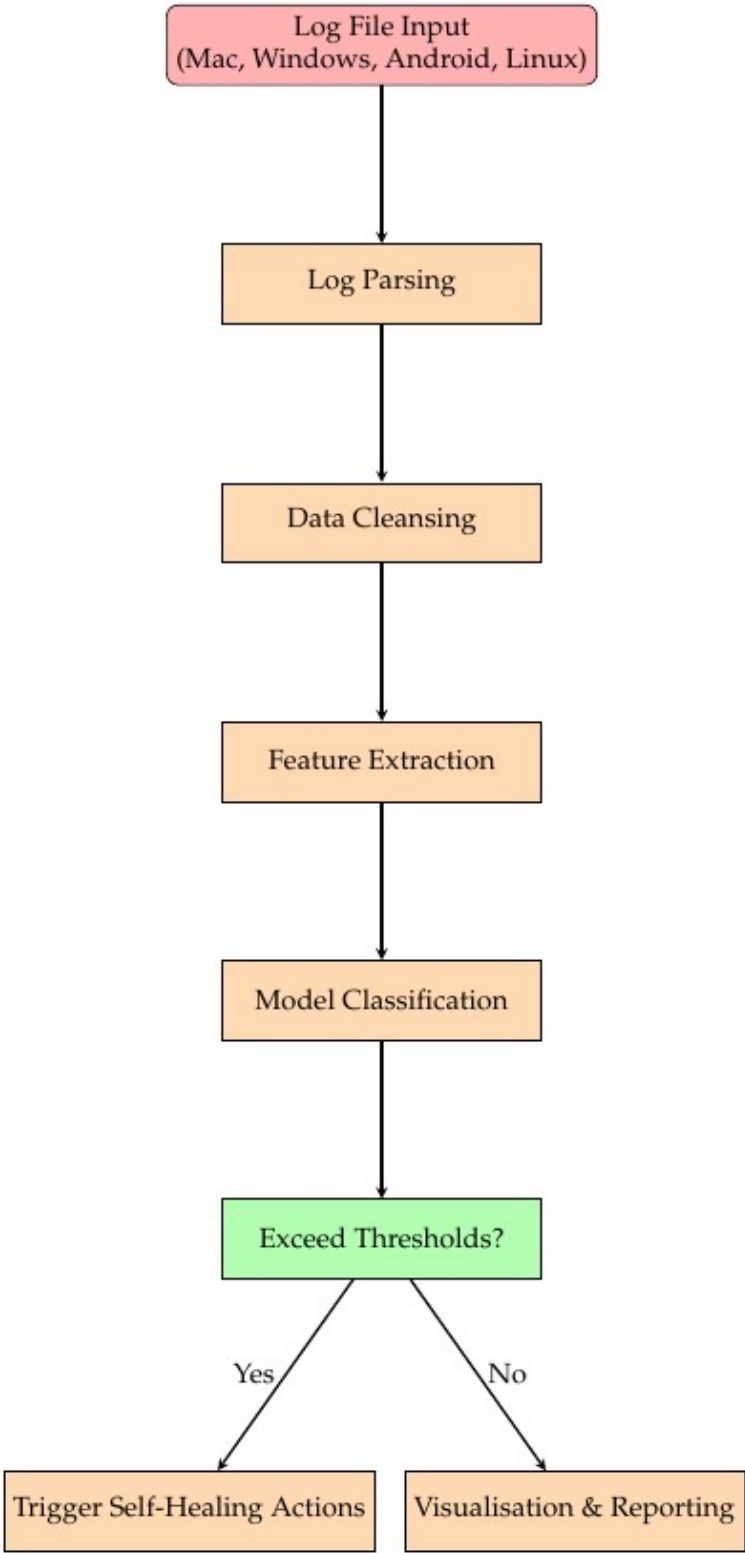 Log File Input
(Mac, Windows, Android, Linux)
Log Parsing
Data Cleansing
Feature Extraction
Model Classification
Exceed Thresholds?
Yes
No
Trigger Self-Healing Actions
Visualisation & Reporting